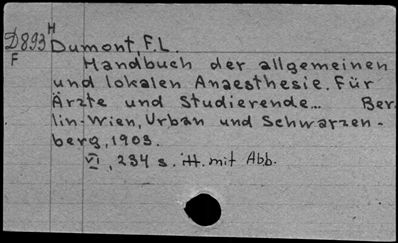 H
D893 Dumont, F.L.
F
Handbuch der allgemeinen
und lokalen Anaesthesie. Für
Ärzte und Studierende... Ber-
lin-Wien, Urban und Schwarzen-
berg, 1903.
VI, 234 s. ill. mit Abb.